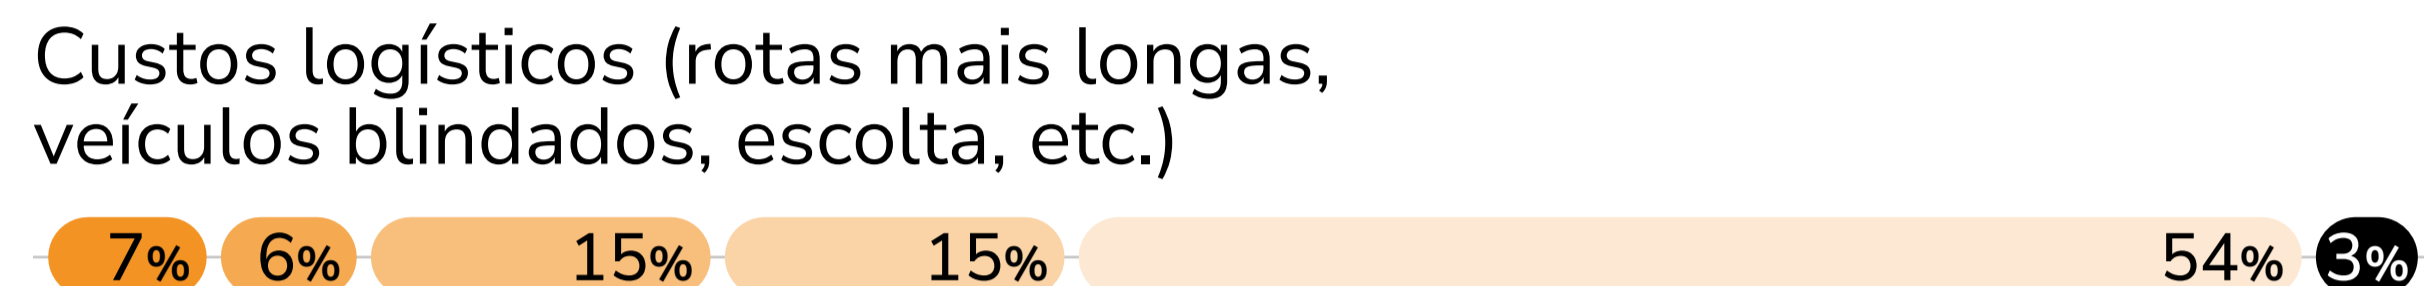 Custos logísticos (rotas mais longas,
veículos blindados, escolta, etc.)
7% 6% 15% 15% 54% 3%